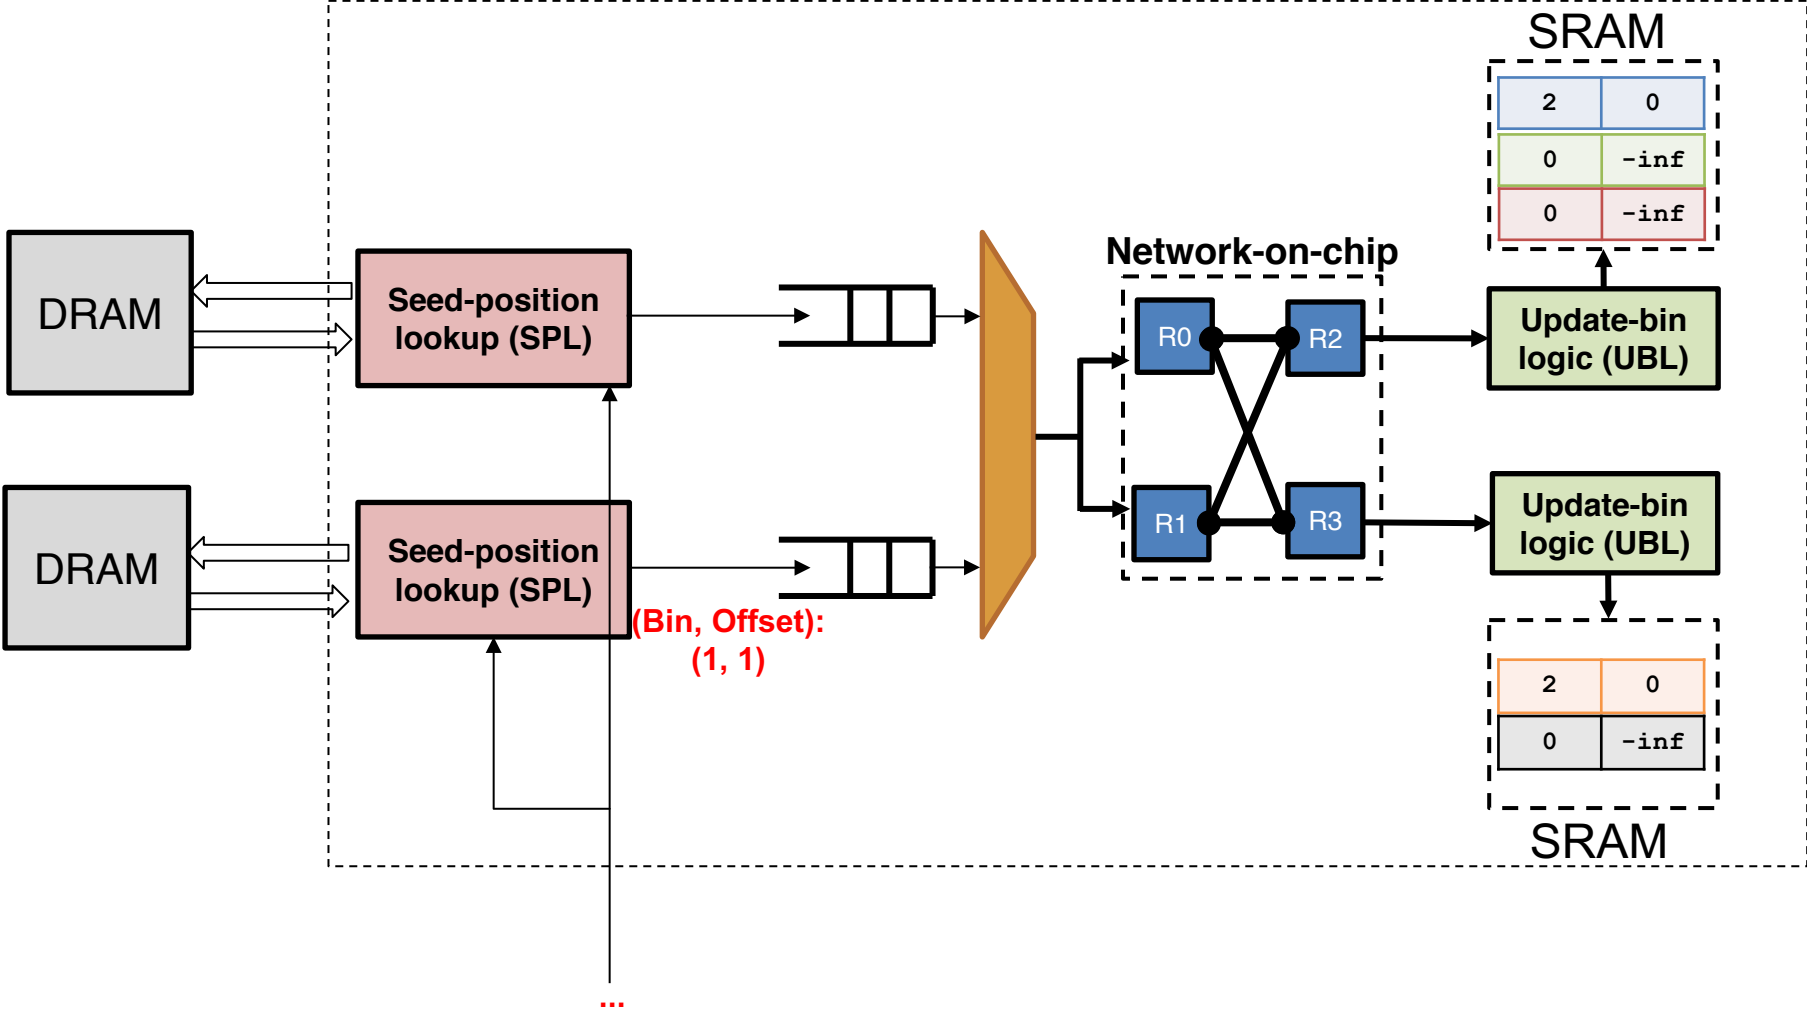 SRAM
2 0
0 -inf
0 -inf
Network-on-chip
DRAM
Seed-position
lookup (SPL)
R0
R2
Update-bin
logic (UBL)
DRAM
Seed-position
lookup (SPL)
(Bin, Offset):
(1, 1)
R1
R3
Update-bin
logic (UBL)
2 0
0 -inf
SRAM
...